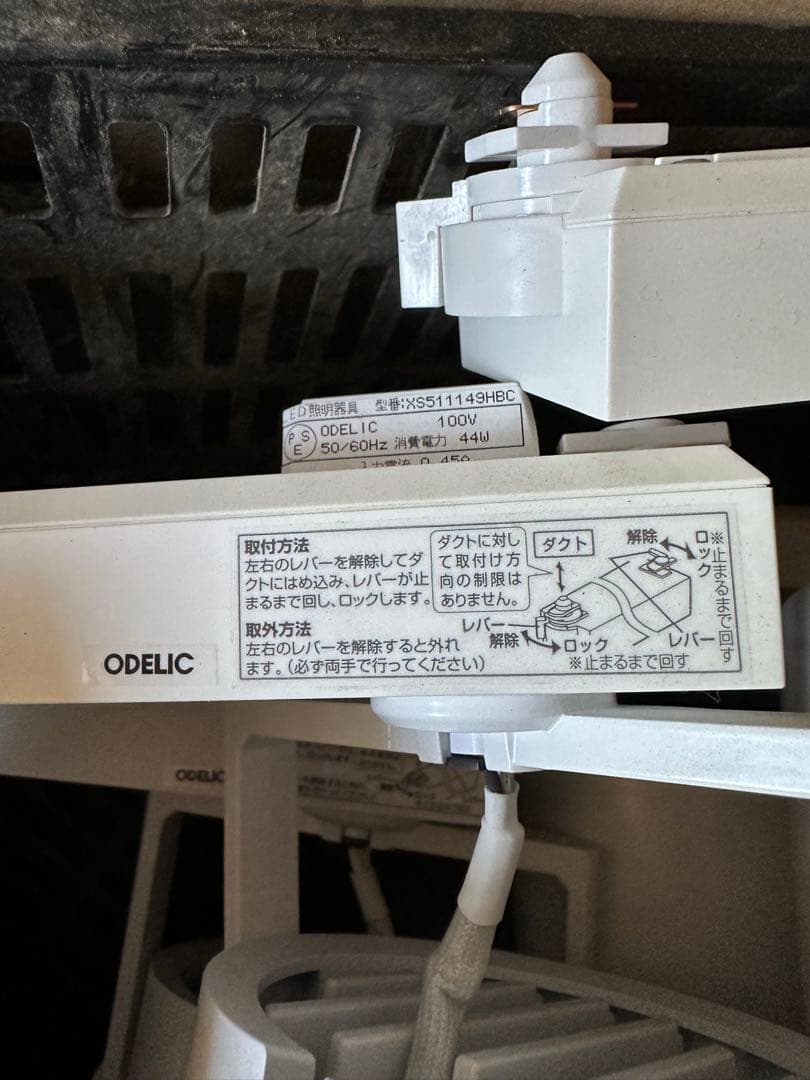 ED照明器具 型番:XS511149HBC
PSE
ODELIC 100V
50/60Hz 消費電力 44W
入力電流 0.45A
取付方法
左右のレバーを解除してダ
クトにはめ込み、レバーが止
まるまで回し、ロックします。
取外方法
左右のレバーを解除すると外れ
ます。(必ず両手で行ってください)
ダクトに対し
て取付け方
向の制限は
ありません。
ダクト
解除
ロック
※止まるまで回す
レバー
解除
ロック
レバー
※止まるまで回す
ODELIC
ODELIC